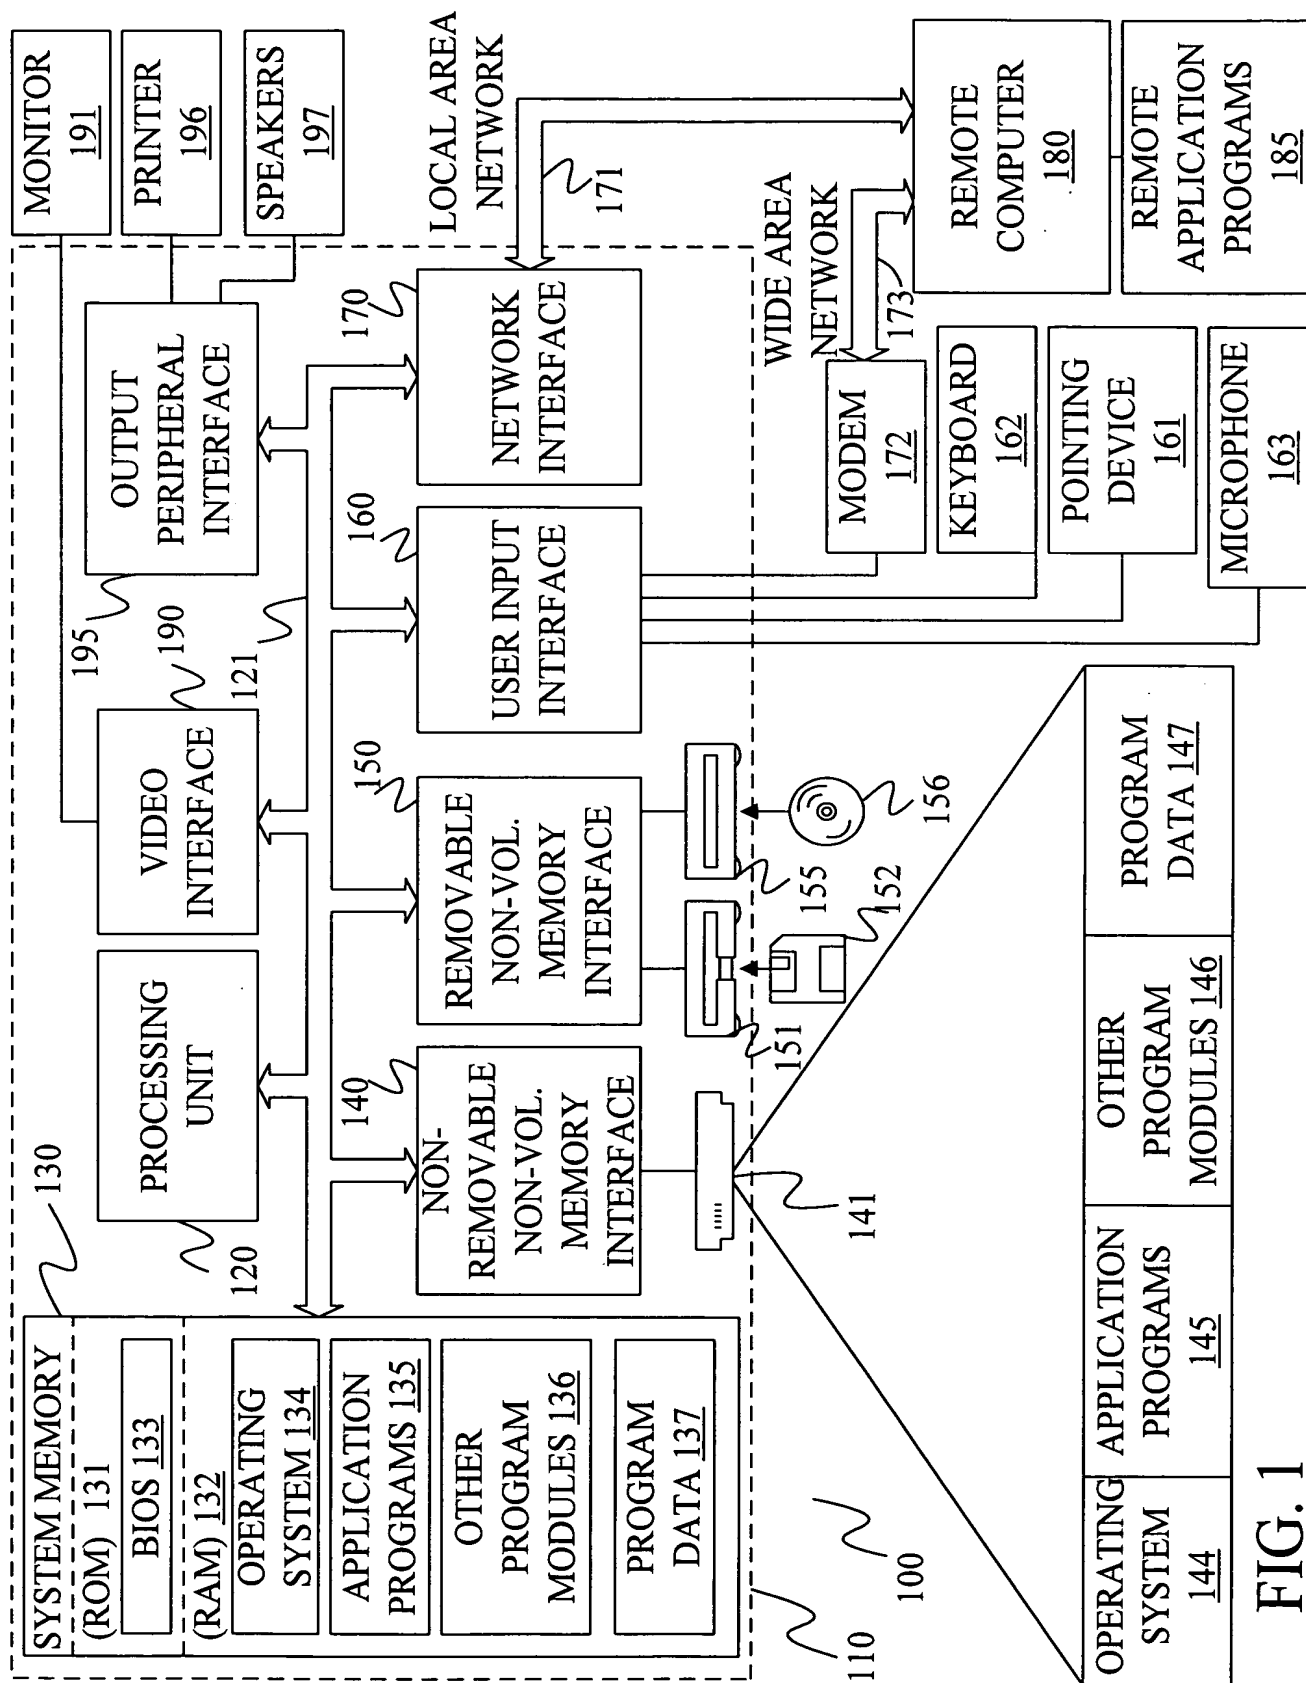 SYSTEM MEMORY
(ROM) 131
BIOS 133
(RAM) 132
OPERATING
SYSTEM 134
APPLICATION
PROGRAMS 135
OTHER
PROGRAM
MODULES 136
PROGRAM
DATA 137
130
PROCESSING
UNIT
120
VIDEO
INTERFACE
190
OUTPUT
PERIPHERAL
INTERFACE
195
121
MONITOR
191
PRINTER
196
SPEAKERS
197
NON-
REMOVABLE
NON-VOL.
MEMORY
INTERFACE
140
REMOVABLE
NON-VOL.
MEMORY
INTERFACE
150
USER INPUT
INTERFACE
160
NETWORK
INTERFACE
170
LOCAL AREA
NETWORK
171
141
151
152
155
156
WIDE AREA
NETWORK
173
MODEM
172
KEYBOARD
162
POINTING
DEVICE
161
MICROPHONE
163
REMOTE
COMPUTER
180
REMOTE
APPLICATION
PROGRAMS
185
110
100
OPERATING
SYSTEM
144
APPLICATION
PROGRAMS
145
OTHER
PROGRAM
MODULES 146
PROGRAM
DATA 147
FIG. 1